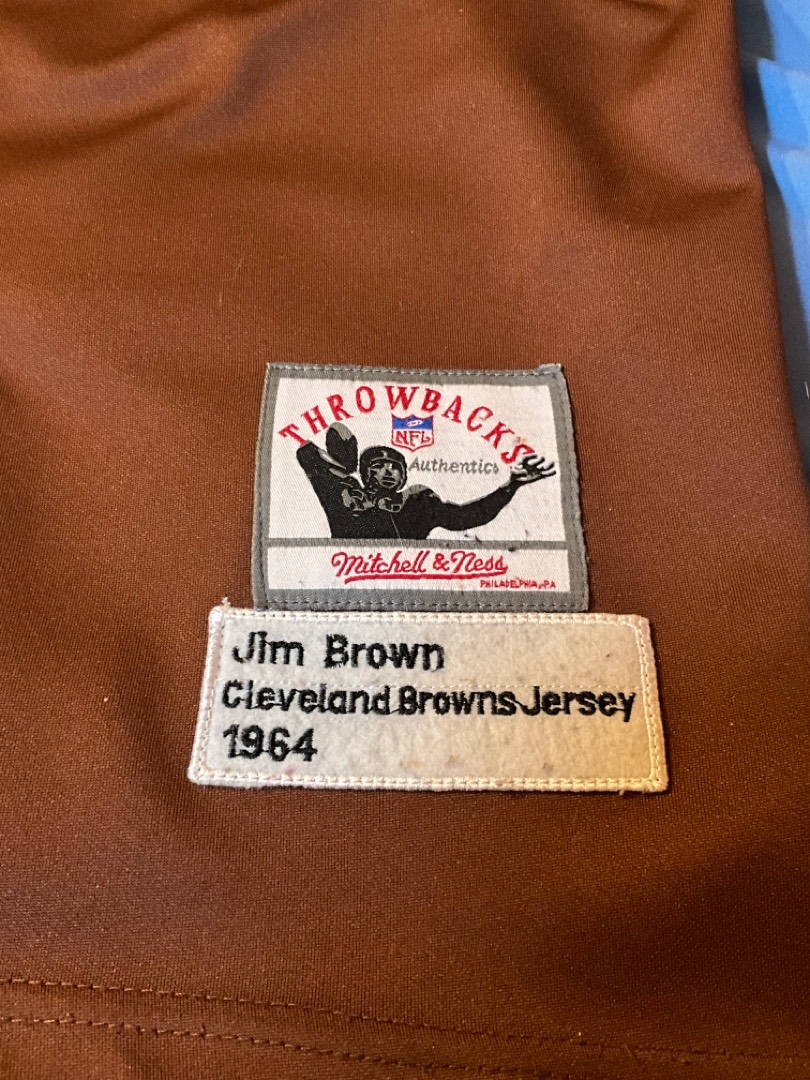 THROWBACKS
NFL
Authentics
Mitchell & Ness
PHILADELPHIA, PA
Jim Brown
Cleveland Browns Jersey
1964